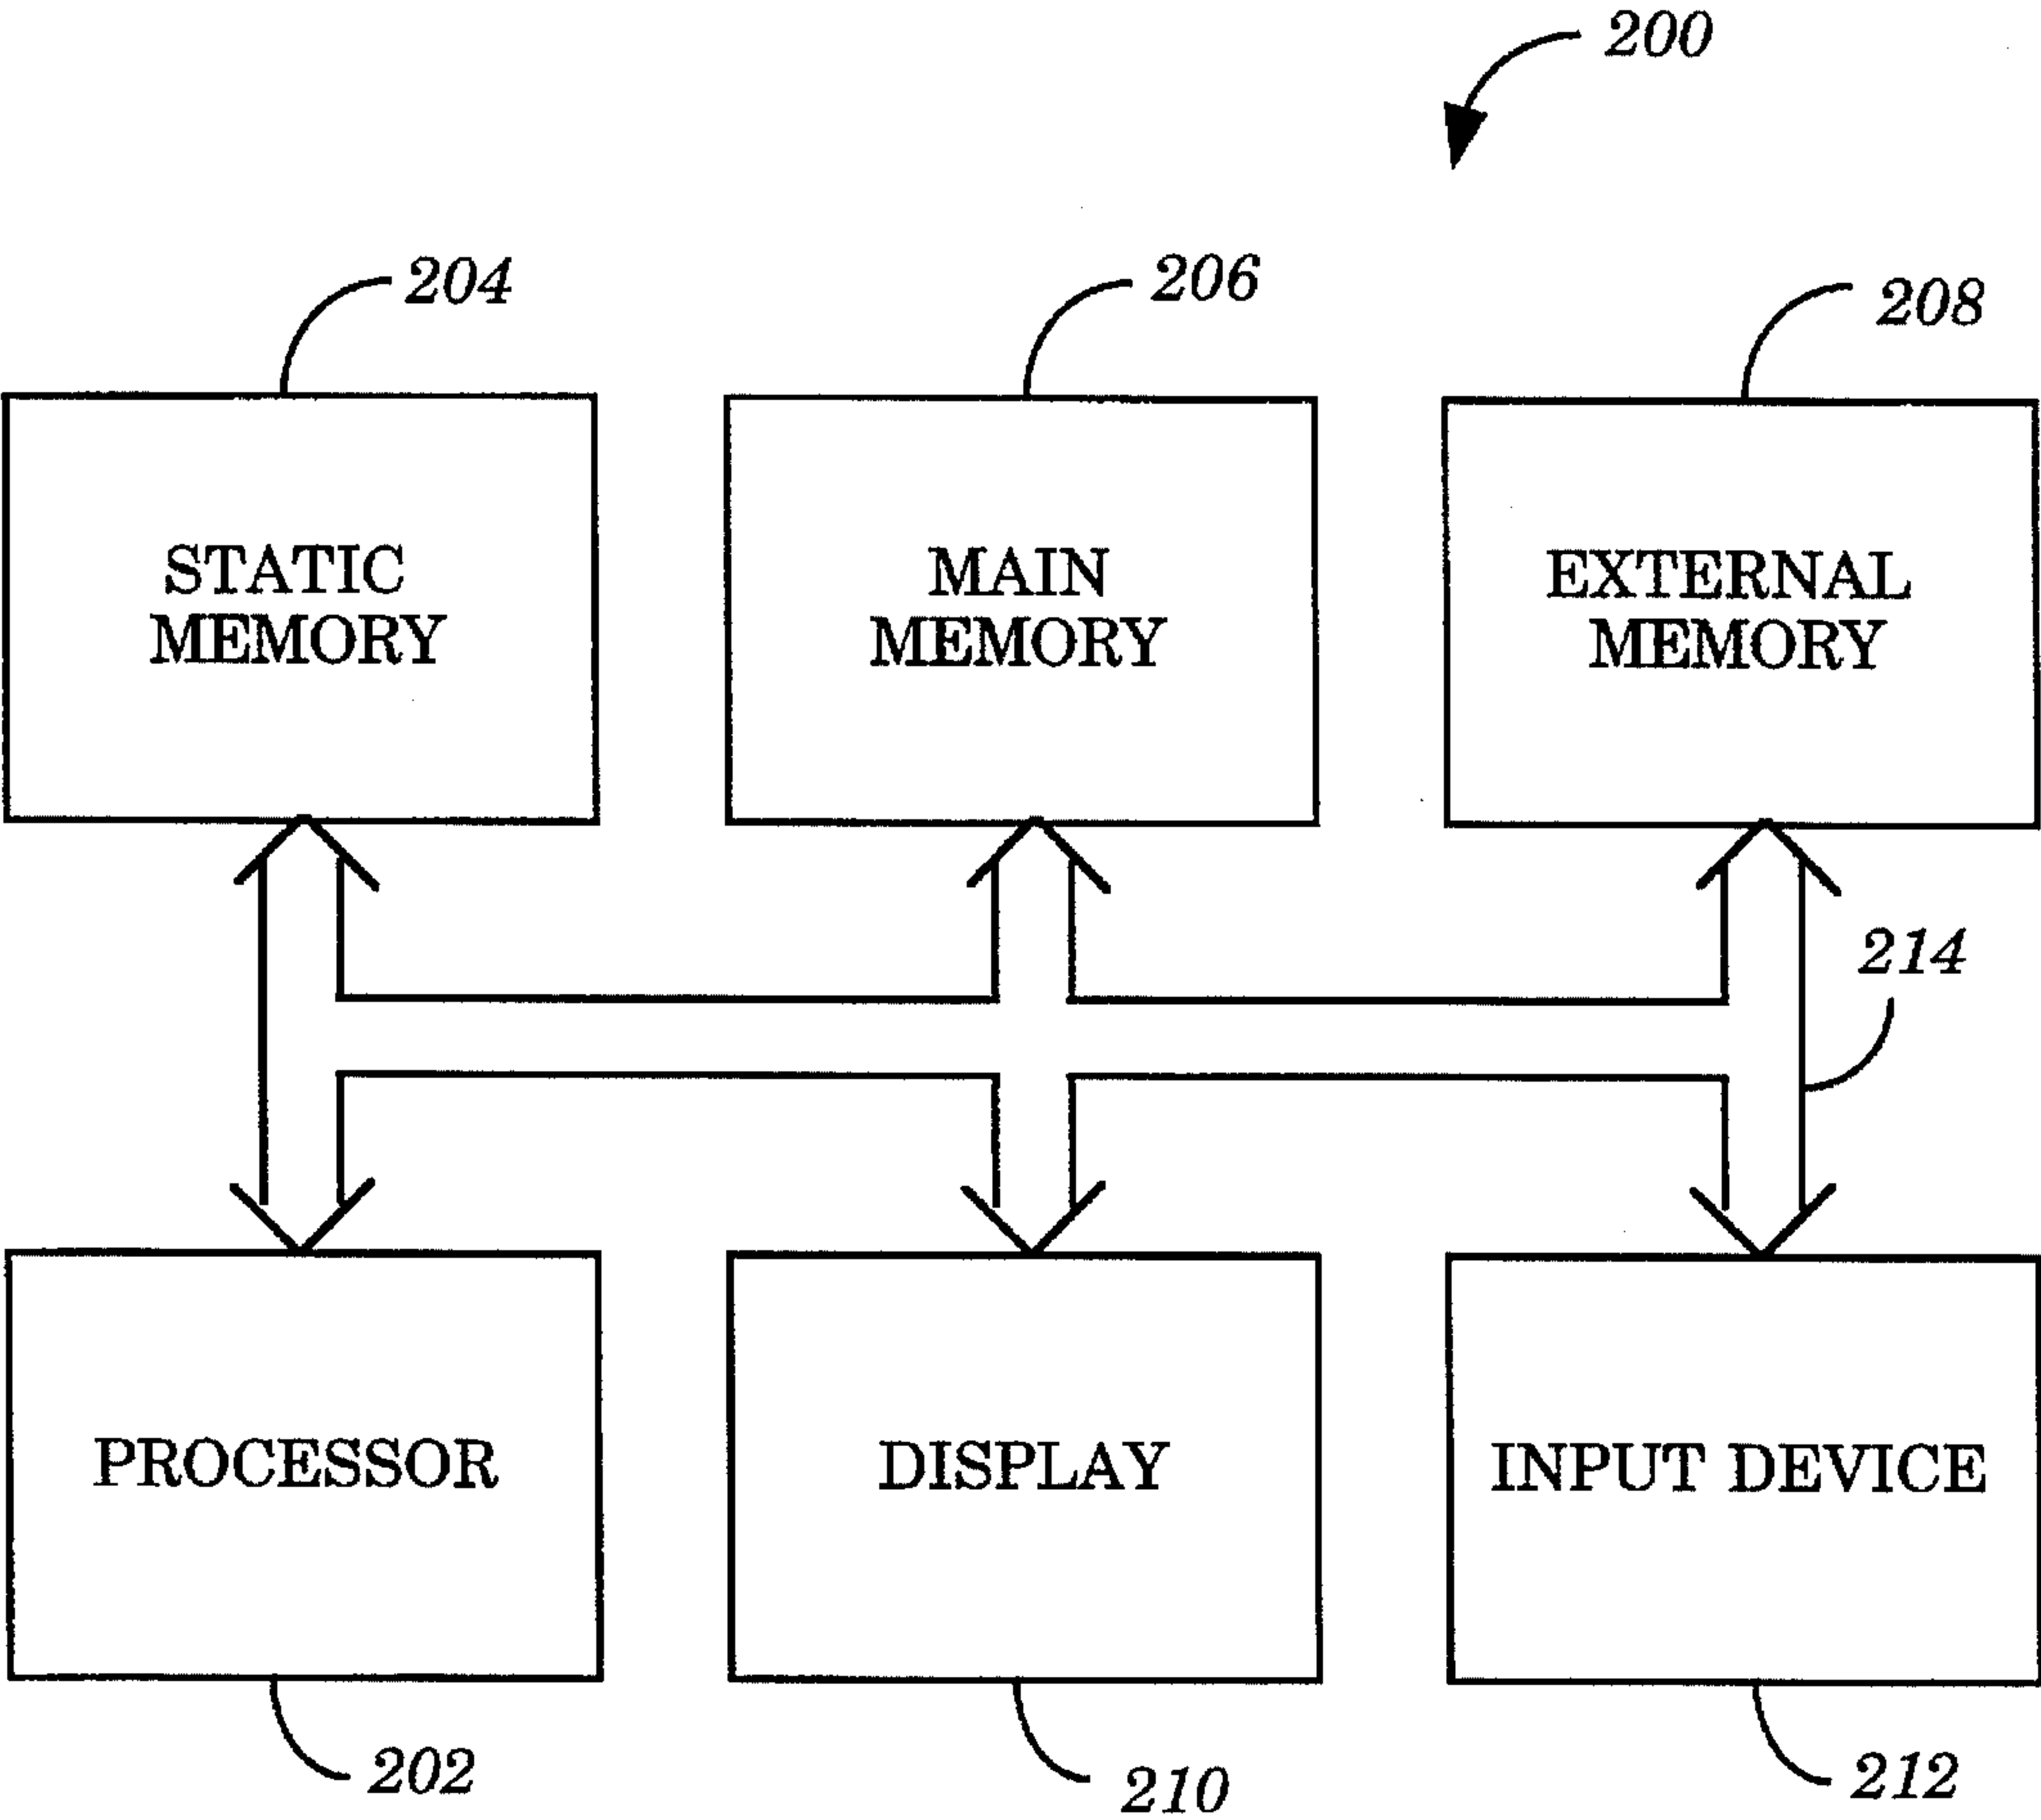 200
204
206
208
STATIC
MEMORY
MAIN
MEMORY
EXTERNAL
MEMORY
214
PROCESSOR
DISPLAY
INPUT DEVICE
202
210
212